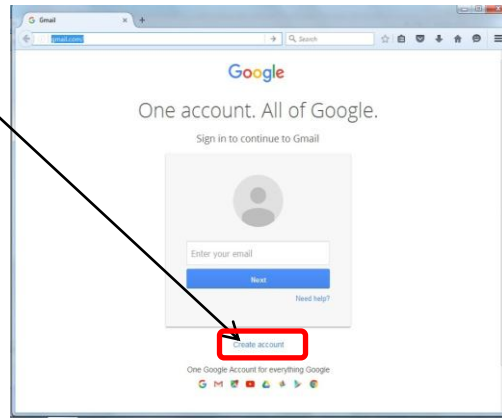 Gmail
gmail.com/
Search
Google
One account. All of Google.
Sign in to continue to Gmail
Enter your email
Next
Need help?
Create account
One Google Account for everything Google